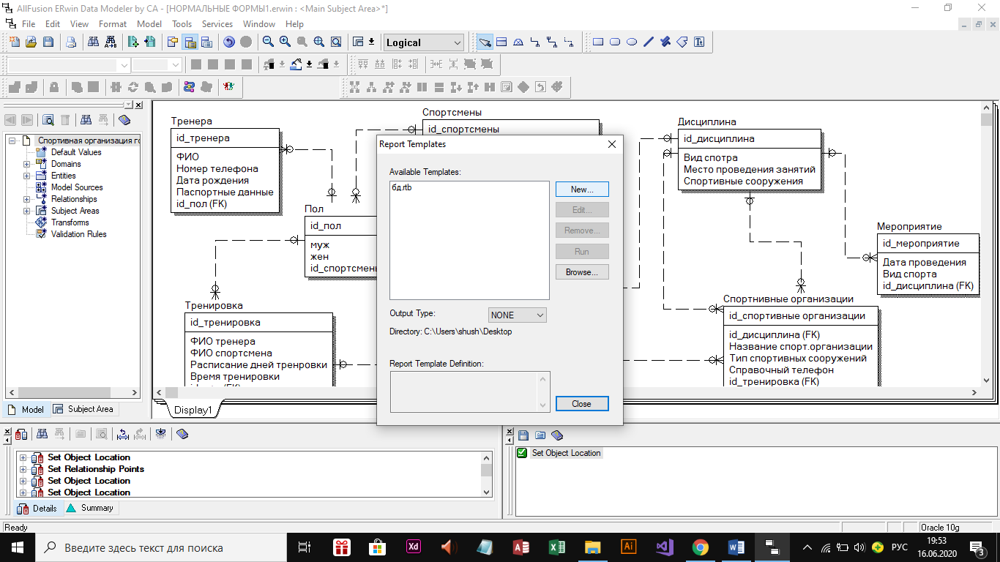 AllFusion ERwin Data Modeler by CA - [НОРМАЛЬНЫЕ ФОРМЫ1.erwin : <Main Subject Area>*]
File Edit View Format Model Tools Services Window Help
Logical
Спортивная организация го
Default Values
Domains
Entities
Model Sources
Relationships
Subject Areas
Transforms
Validation Rules
Model
Subject Area
Тренера
id_тренера
ФИО
Номер телефона
Дата рождения
Паспортные данные
id_пол (FK)
Спортсмены
id_спортсмены
Пол
id_пол
муж
жен
id_спортсмены
Тренировка
id_тренировка
ФИО тренера
ФИО спортсмена
Расписание дней тренровки
Время тренировки
Дисциплина
id_дисциплина
Вид спотра
Место проведения занятий
Спортивные сооружения
Мероприятие
id_мероприятие
Дата проведения
Вид спорта
id_дисциплина (FK)
Спортнивные организации
id_спортивные организации
id_дисциплина (FK)
Название спорт.организации
Тип спортивных сооружений
Справочный телефон
id_тренировка (FK)
Display1
Report Templates
Available Templates:
бд.rtb
New...
Edit...
Remove...
Run
Browse...
Output Type:
NONE
Directory: C:\Users\shush\Desktop
Report Template Definition:
Close
Set Object Location
Set Relationship Points
Set Object Location
Set Object Location
Details
Summary
Set Object Location
Ready
Oracle 10g
Введите здесь текст для поиска
Xd
Ai
РУС
19:53
16.06.2020
3